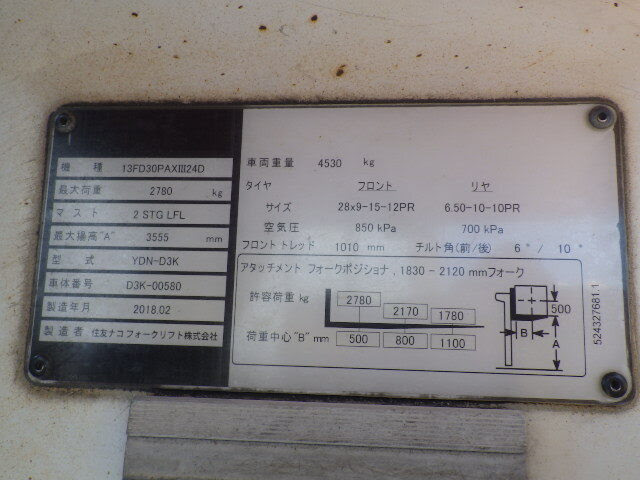 機 種 13FD30PAXⅢ24D
最大荷重 2780 kg
マ ス ト 2 STG LFL
最大揚高"A" 3555 mm
型 式 YDN-D3K
車体番号 D3K-00580
製造年月 2018.02
製造者 住友ナコフォークリフト株式会社
車両重量 4530 kg
タイヤ フロント リヤ
サイズ 28x9-15-12PR 6.50-10-10PR
空気圧 850 kPa 700 kPa
フロントトレッド 1010 mm チルト角(前/後) 6°/ 10°
アタッチメント フォークポジショナ , 1830 - 2120 mmフォーク
許容荷重 kg 2780 2170 1780
荷重中心"B" mm 500 800 1100
500
B
A
524327681.1